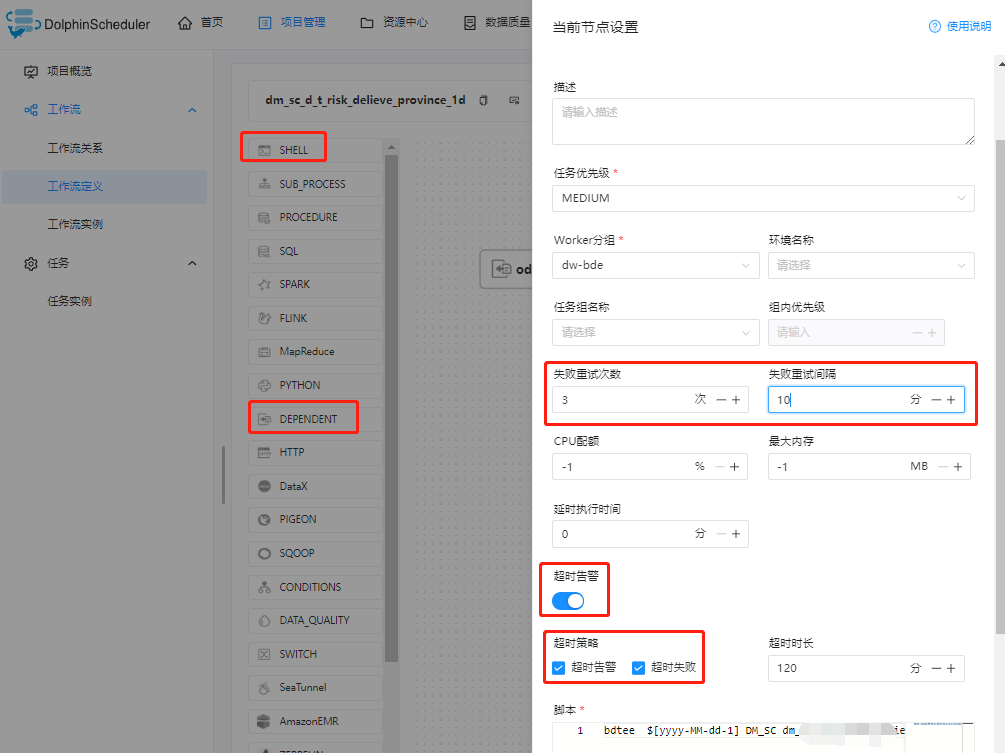 DolphinScheduler
首页
项目管理
资源中心
数据质量
项目概览
工作流
工作流关系
工作流定义
工作流实例
任务
任务实例
dm_sc_d_t_risk_delieve_province_1d
SHELL
SUB_PROCESS
PROCEDURE
SQL
SPARK
FLINK
MapReduce
PYTHON
DEPENDENT
HTTP
DataX
PIGEON
SQOOP
CONDITIONS
DATA_QUALITY
SWITCH
SeaTunnel
AmazonEMR
od
当前节点设置
使用说明
描述
请输入描述
任务优先级 *
MEDIUM
Worker分组 * 环境名称
dw-bde 请选择
任务组名称 组内优先级
请选择 请输入
失败重试次数 失败重试间隔
3 次 — + 10 分 — +
CPU配额 最大内存
-1 % — + -1 MB — +
延时执行时间
0 分 — +
超时告警
超时策略 超时时长
超时告警 超时失败 120 分 — +
脚本 *
1 bdtee $[yyyy-MM-dd-1] DM_SC dm_ ie